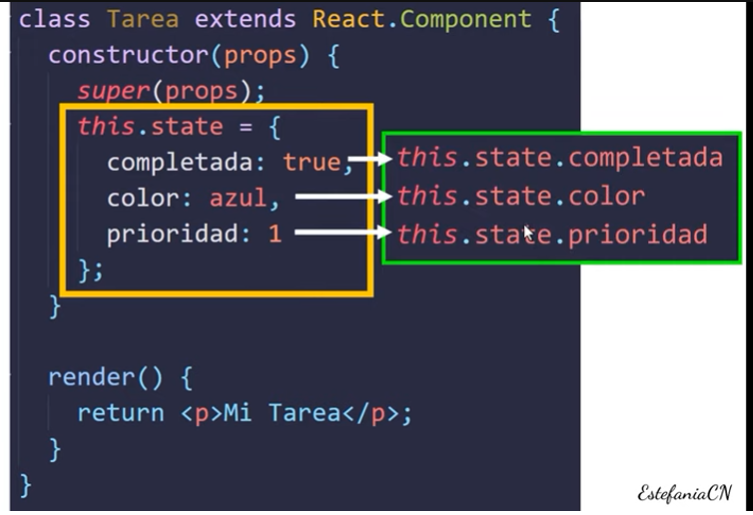 class Tarea extends React.Component {
constructor(props) {
super(props);
this.state = {
completada: true,
color: azul,
prioridad: 1
};
}
this.state.completada
this.state.color
this.state.prioridad
render() {
return <p>Mi Tarea</p>;
}
}
EstefaniaCN